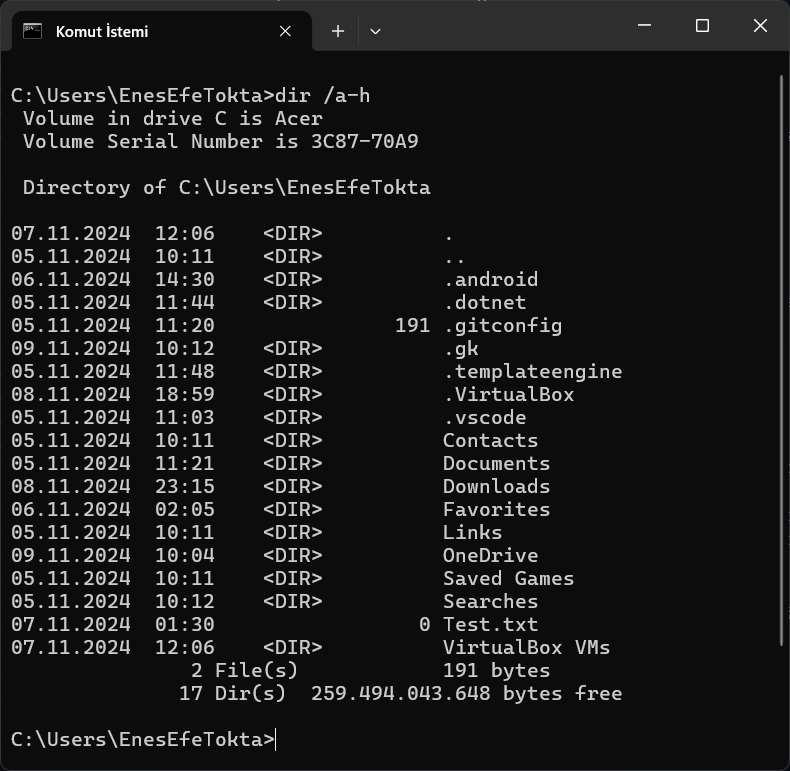 Komut İstemi
C:\Users\EnesEfeTokta>dir /a-h
Volume in drive C is Acer
Volume Serial Number is 3C87-70A9
Directory of C:\Users\EnesEfeTokta
07.11.2024  12:06    <DIR>          .
05.11.2024  10:11    <DIR>          ..
06.11.2024  14:30    <DIR>          .android
05.11.2024  11:44    <DIR>          .dotnet
05.11.2024  11:20               191 .gitconfig
09.11.2024  10:12    <DIR>          .gk
05.11.2024  11:48    <DIR>          .templateengine
08.11.2024  18:59    <DIR>          .VirtualBox
05.11.2024  11:03    <DIR>          .vscode
05.11.2024  10:11    <DIR>          Contacts
05.11.2024  11:21    <DIR>          Documents
08.11.2024  23:15    <DIR>          Downloads
06.11.2024  02:05    <DIR>          Favorites
05.11.2024  10:11    <DIR>          Links
09.11.2024  10:04    <DIR>          OneDrive
05.11.2024  10:11    <DIR>          Saved Games
05.11.2024  10:12    <DIR>          Searches
07.11.2024  01:30                 0 Test.txt
07.11.2024  12:06    <DIR>          VirtualBox VMs
2 File(s)            191 bytes
17 Dir(s)  259.494.043.648 bytes free
C:\Users\EnesEfeTokta>